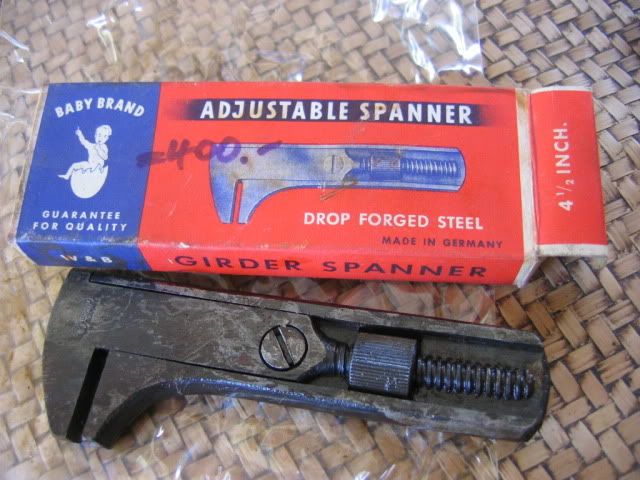 BABY BRAND
GUARANTEE
FOR QUALITY
ADJUSTABLE SPANNER
=400.-
DROP FORGED STEEL
MADE IN GERMANY
4 1/2 INCH.
W & B
GIRDER SPANNER